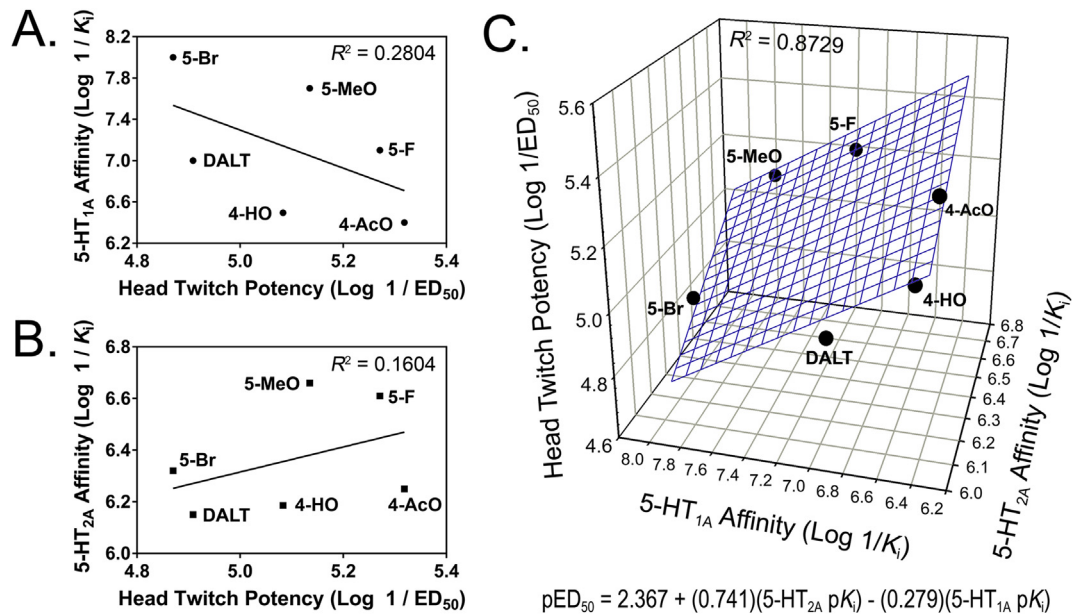 A.
5-HT1A Affinity (Log 1 / Ki)
8.2
7.8
7.4
7.0
6.6
6.2
R2 = 0.2804
5-Br
5-MeO
5-F
DALT
4-HO
4-AcO
4.8 5.0 5.2 5.4
Head Twitch Potency (Log 1 / ED50)
B.
5-HT2A Affinity (Log 1 / Ki)
6.8
6.6
6.4
6.2
6.0
R2 = 0.1604
5-MeO
5-F
5-Br
DALT
4-HO
4-AcO
4.8 5.0 5.2 5.4
Head Twitch Potency (Log 1 / ED50)
C.
R2 = 0.8729
Head Twitch Potency (Log 1/ED50)
5.6
5.4
5.2
5.0
4.8
4.6
5-F
5-MeO
4-AcO
5-Br
4-HO
DALT
8.0 7.8 7.6 7.4 7.2 7.0 6.8 6.6 6.4 6.2
5-HT1A Affinity (Log 1/Ki)
6.8
6.7
6.6
6.5
6.4
6.3
6.2
6.1
6.0
5-HT2A Affinity (Log 1/Ki)
pED50 = 2.367 + (0.741)(5-HT2A pKi) - (0.279)(5-HT1A pKi)